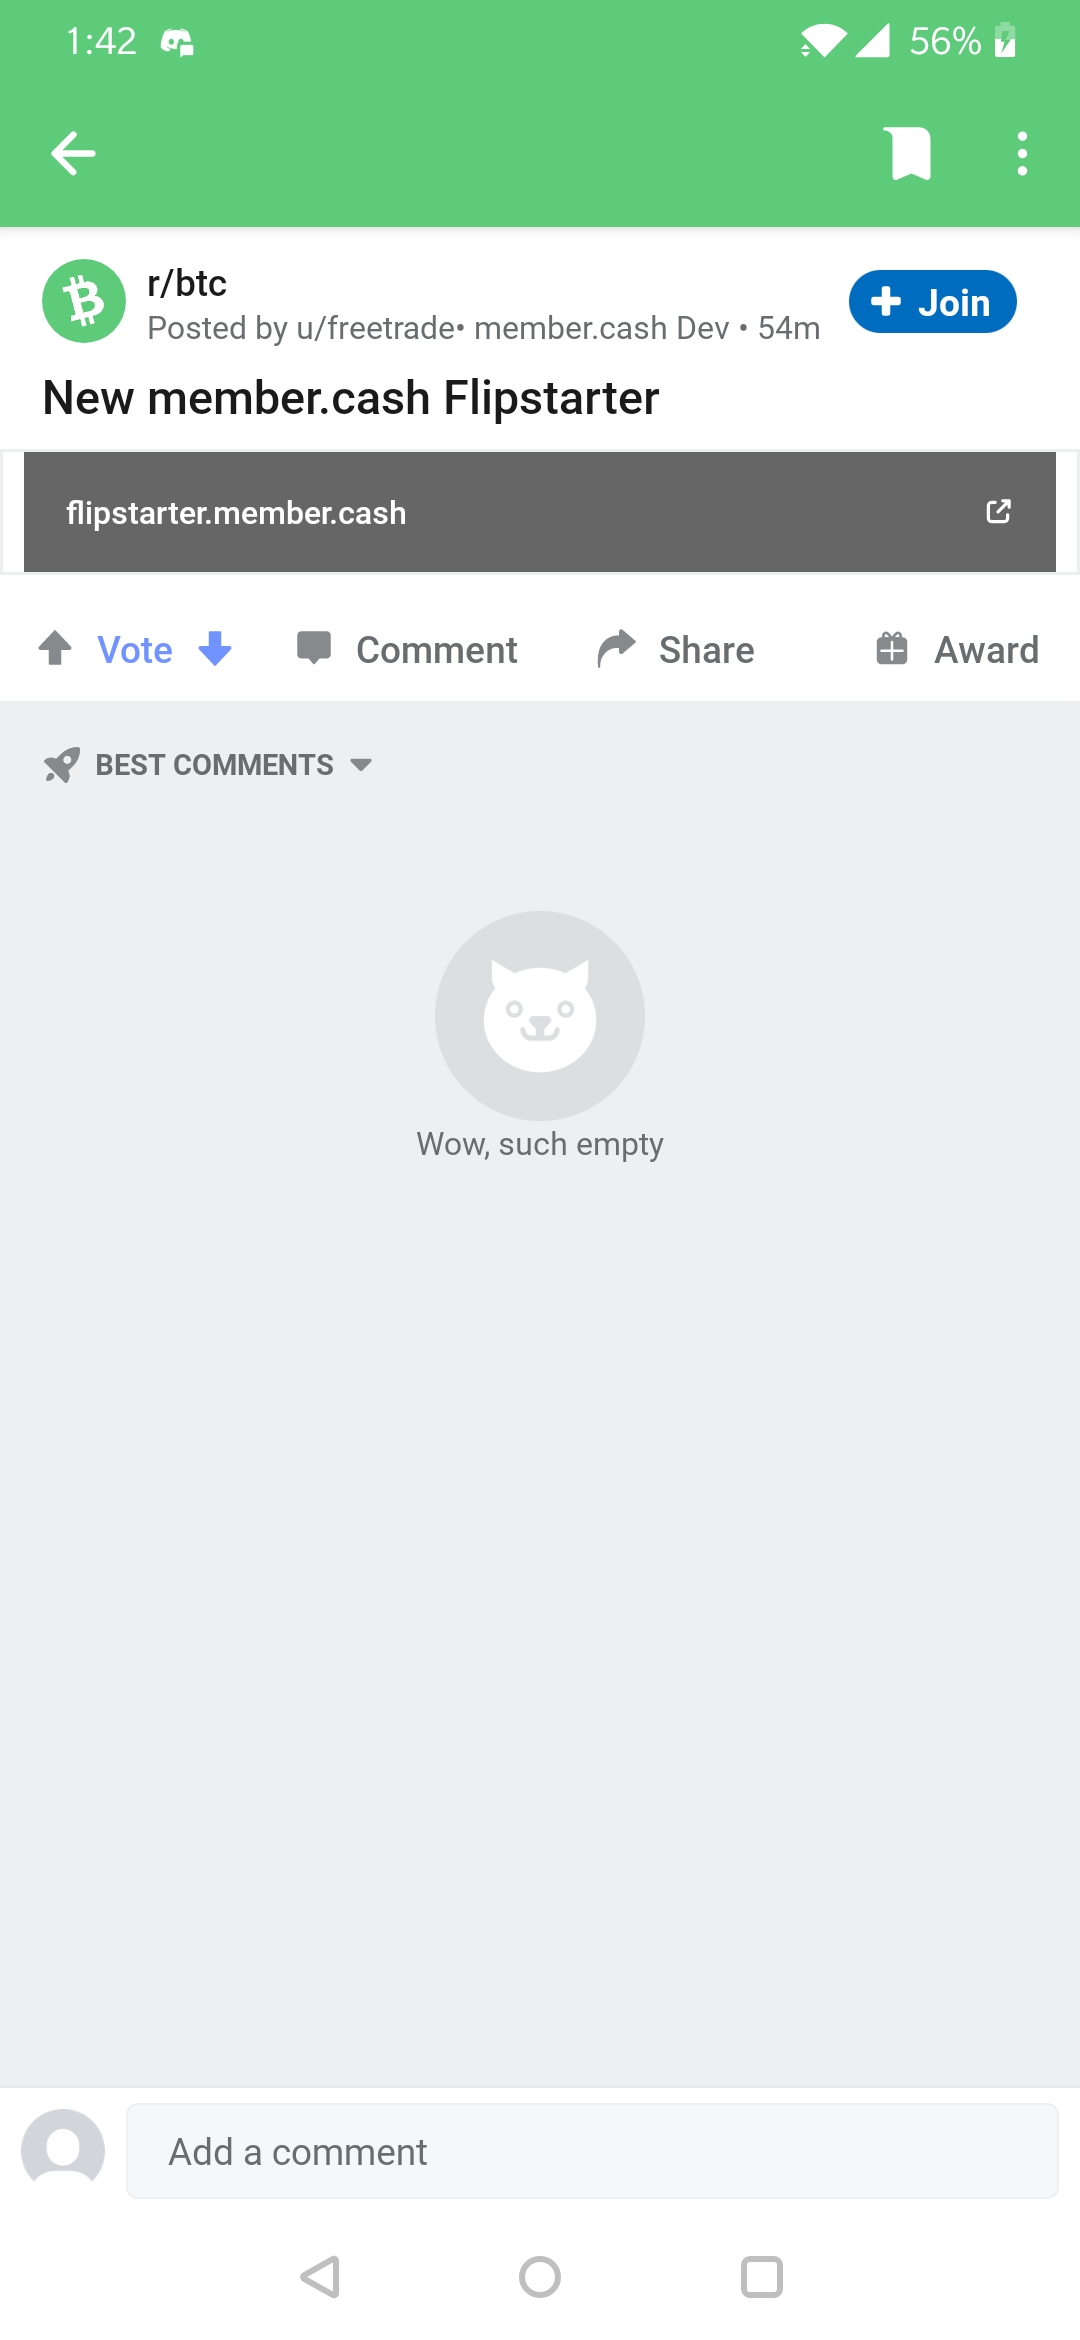 1:42
56%
r/btc
Posted by u/freetrade• member.cash Dev • 54m
Join
New member.cash Flipstarter
flipstarter.member.cash
Vote
Comment
Share
Award
BEST COMMENTS
Wow, such empty
Add a comment